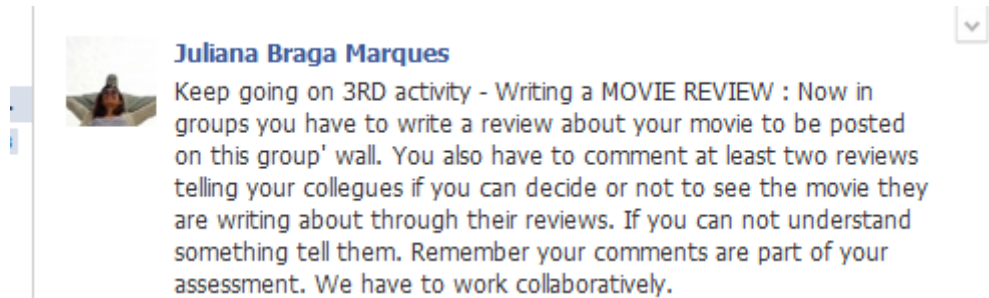 Juliana Braga Marques
Keep going on 3RD activity - Writing a MOVIE REVIEW : Now in
groups you have to write a review about your movie to be posted
on this group' wall. You also have to comment at least two reviews
telling your collegues if you can decide or not to see the movie they
are writing about through their reviews. If you can not understand
something tell them. Remember your comments are part of your
assessment. We have to work collaboratively.